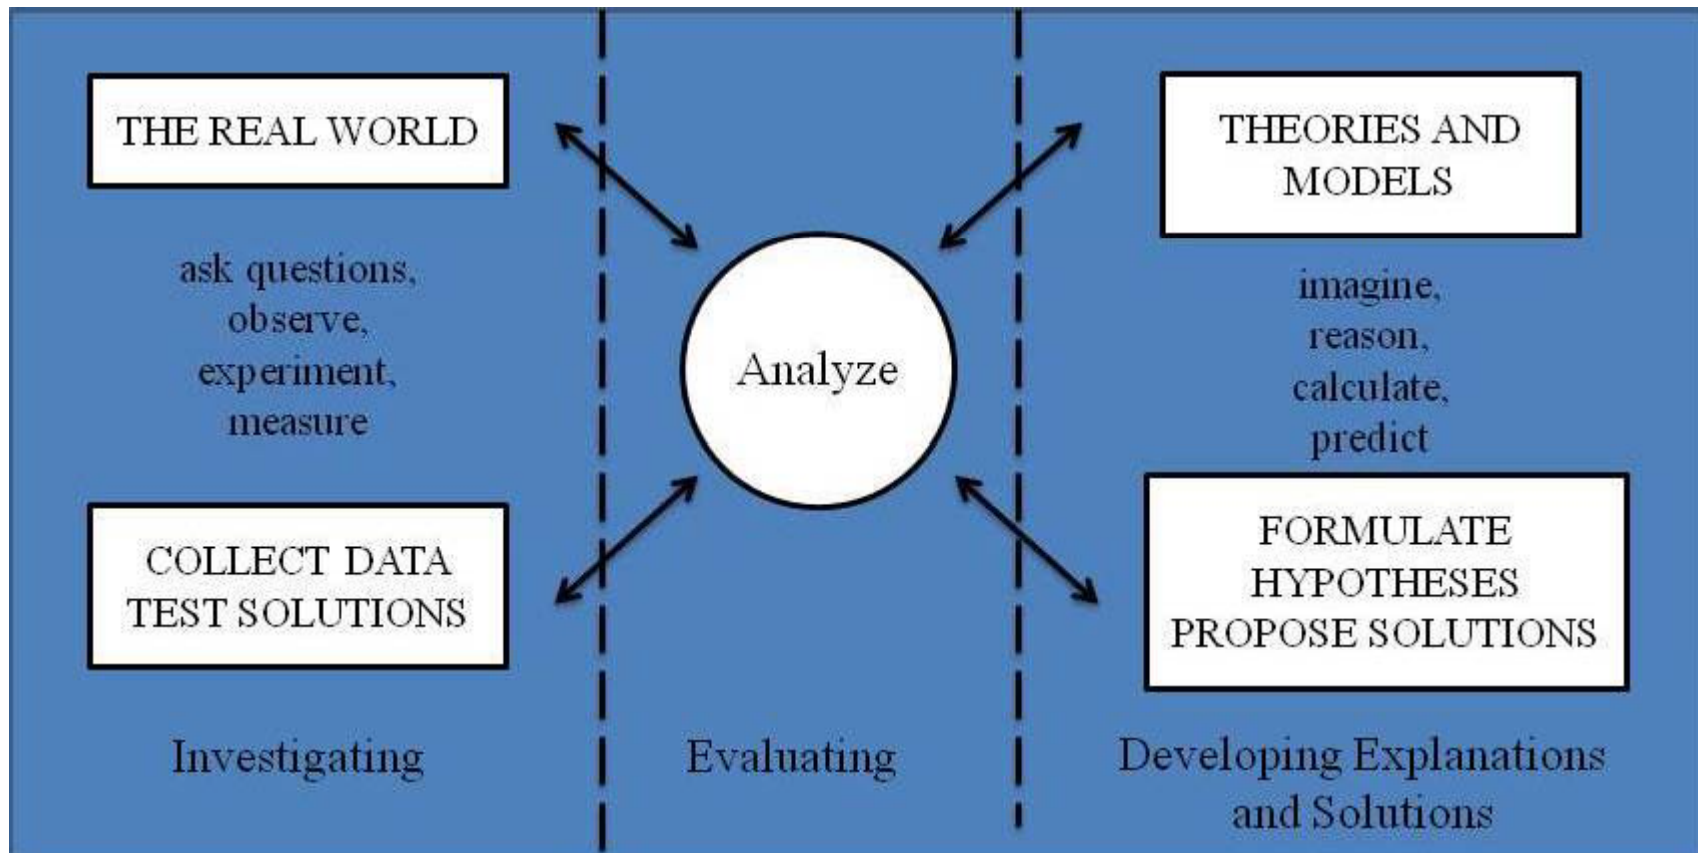 THE REAL WORLD
ask questions,
observe,
experiment,
measure
COLLECT DATA
TEST SOLUTIONS
Investigating
Analyze
Evaluating
THEORIES AND
MODELS
imagine,
reason,
calculate,
predict
FORMULATE
HYPOTHESES
PROPOSE SOLUTIONS
Developing Explanations
and Solutions